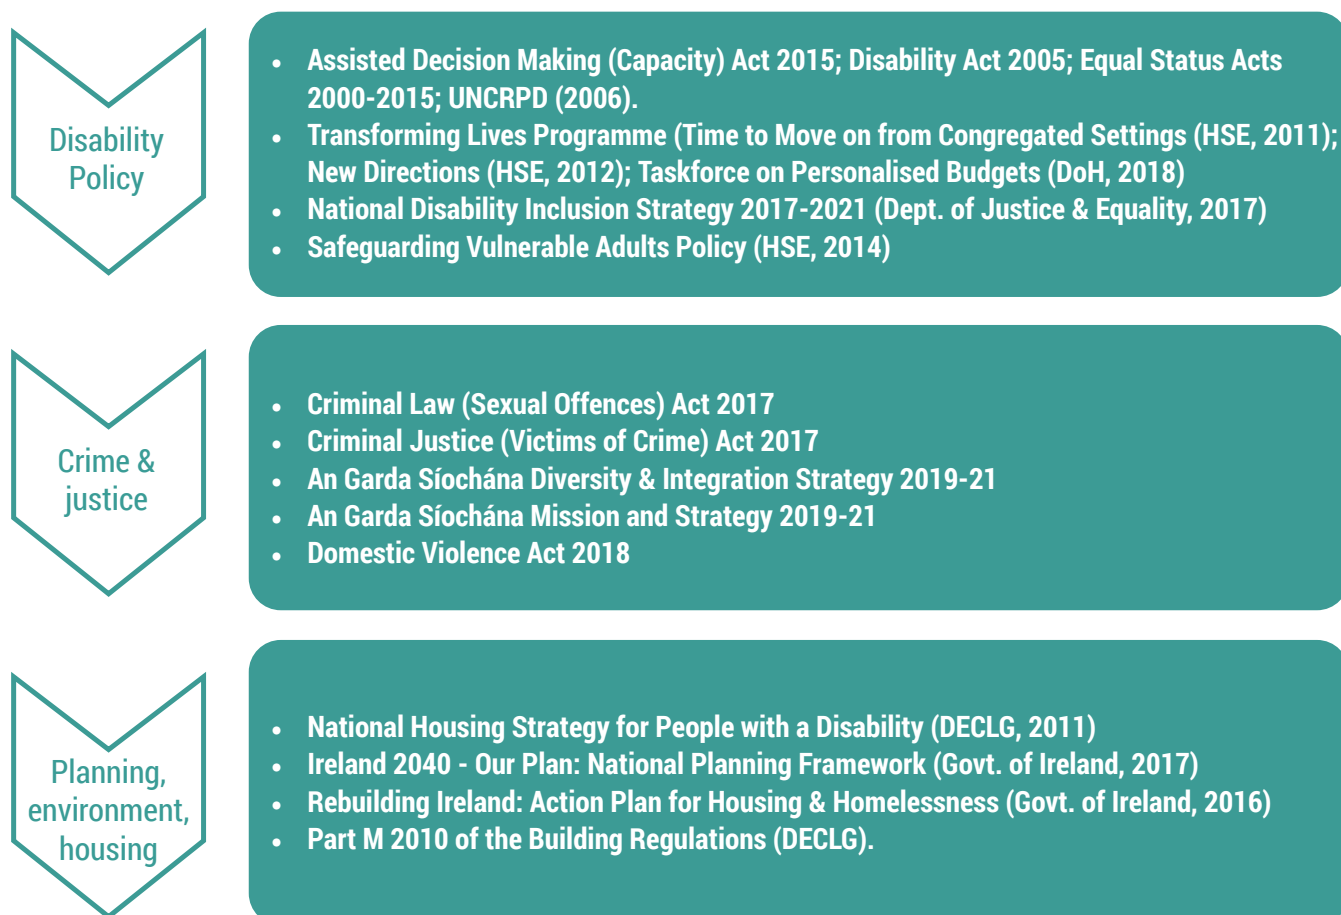 Disability
Policy
• Assisted Decision Making (Capacity) Act 2015; Disability Act 2005; Equal Status Acts
2000-2015; UNCRPD (2006).
• Transforming Lives Programme (Time to Move on from Congregated Settings (HSE, 2011);
New Directions (HSE, 2012); Taskforce on Personalised Budgets (DoH, 2018)
• National Disability Inclusion Strategy 2017-2021 (Dept. of Justice & Equality, 2017)
• Safeguarding Vulnerable Adults Policy (HSE, 2014)
Crime &
justice
• Criminal Law (Sexual Offences) Act 2017
• Criminal Justice (Victims of Crime) Act 2017
• An Garda Síochána Diversity & Integration Strategy 2019-21
• An Garda Síochána Mission and Strategy 2019-21
• Domestic Violence Act 2018
Planning,
environment,
housing
• National Housing Strategy for People with a Disability (DECLG, 2011)
• Ireland 2040 - Our Plan: National Planning Framework (Govt. of Ireland, 2017)
• Rebuilding Ireland: Action Plan for Housing & Homelessness (Govt. of Ireland, 2016)
• Part M 2010 of the Building Regulations (DECLG).